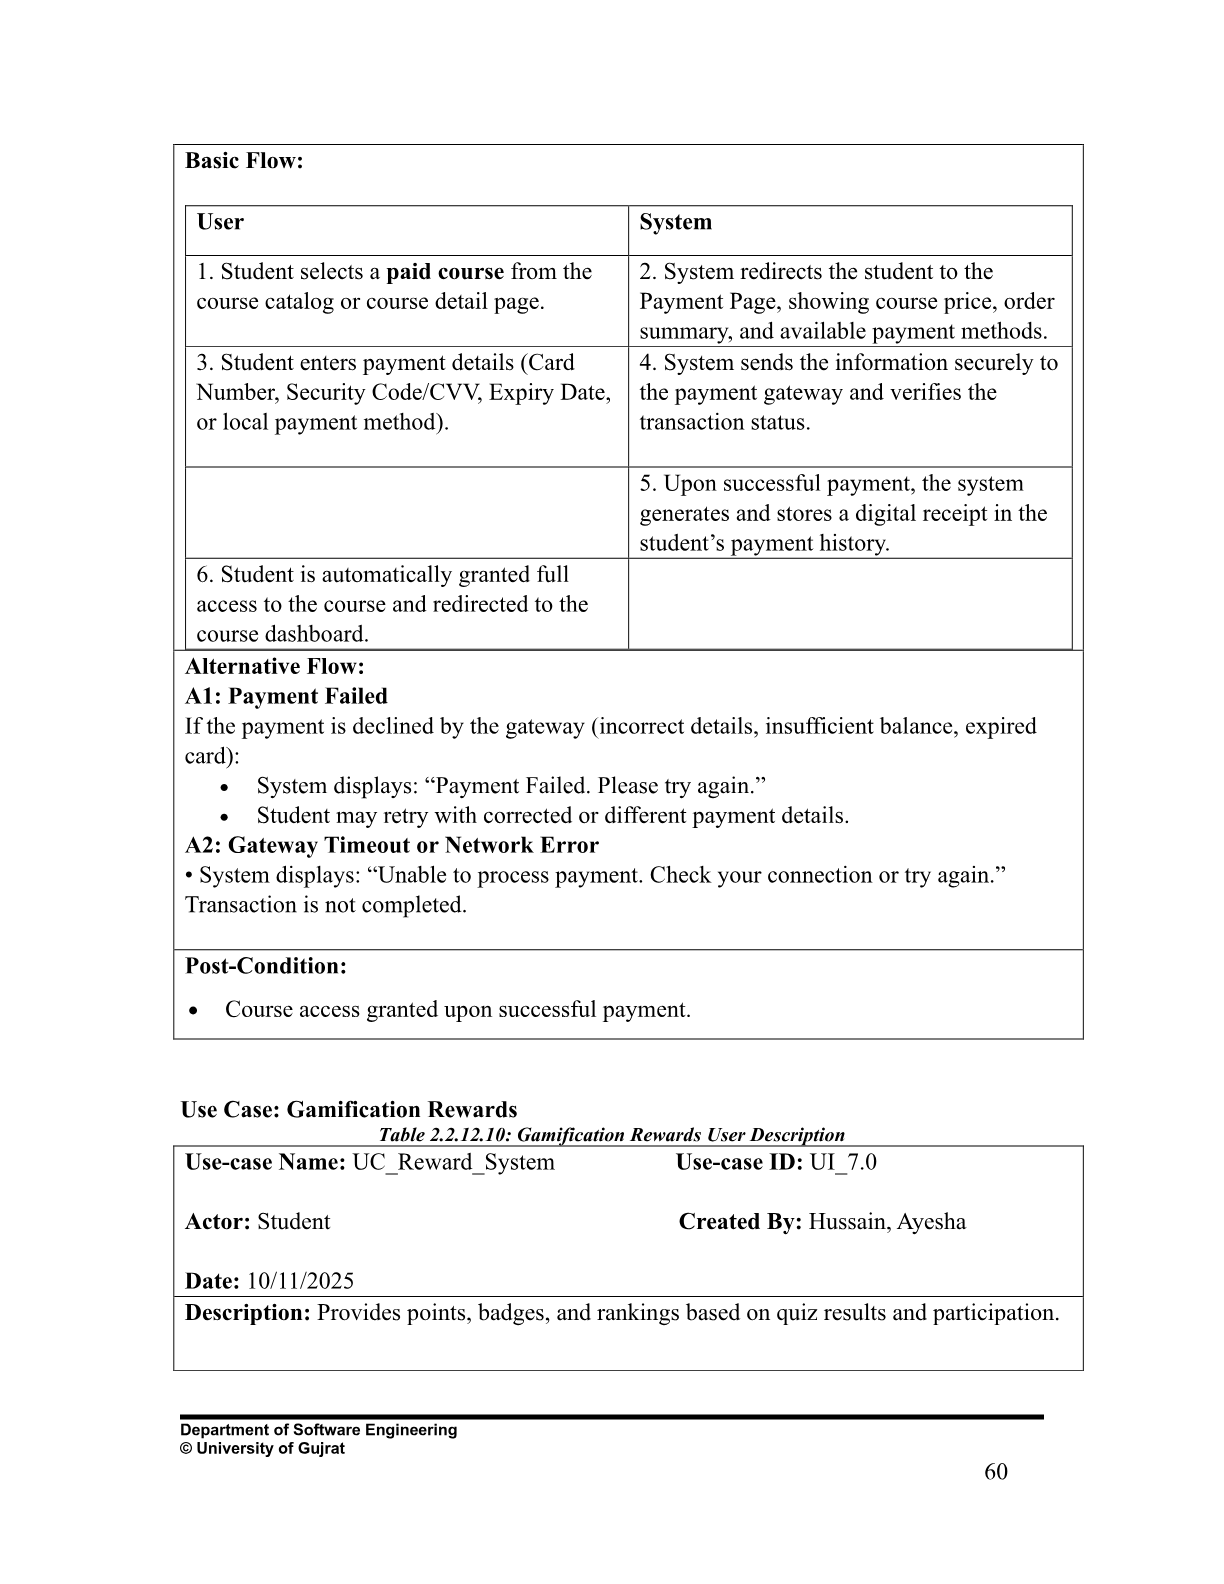 Basic Flow:
User
System
1. Student selects a paid course from the
course catalog or course detail page.
2. System redirects the student to the
Payment Page, showing course price, order
summary, and available payment methods.
3. Student enters payment details (Card
Number, Security Code/CVV, Expiry Date,
or local payment method).
4. System sends the information securely to
the payment gateway and verifies the
transaction status.
5. Upon successful payment, the system
generates and stores a digital receipt in the
student’s payment history.
6. Student is automatically granted full
access to the course and redirected to the
course dashboard.
Alternative Flow:
A1: Payment Failed
If the payment is declined by the gateway (incorrect details, insufficient balance, expired
card):
• System displays: “Payment Failed. Please try again.”
• Student may retry with corrected or different payment details.
A2: Gateway Timeout or Network Error
• System displays: “Unable to process payment. Check your connection or try again.”
Transaction is not completed.
Post-Condition:
• Course access granted upon successful payment.
Use Case: Gamification Rewards
Table 2.2.12.10: Gamification Rewards User Description
Use-case Name: UC_Reward_System Use-case ID: UI_7.0
Actor: Student Created By: Hussain, Ayesha
Date: 10/11/2025
Description: Provides points, badges, and rankings based on quiz results and participation.
Department of Software Engineering
© University of Gujrat
60